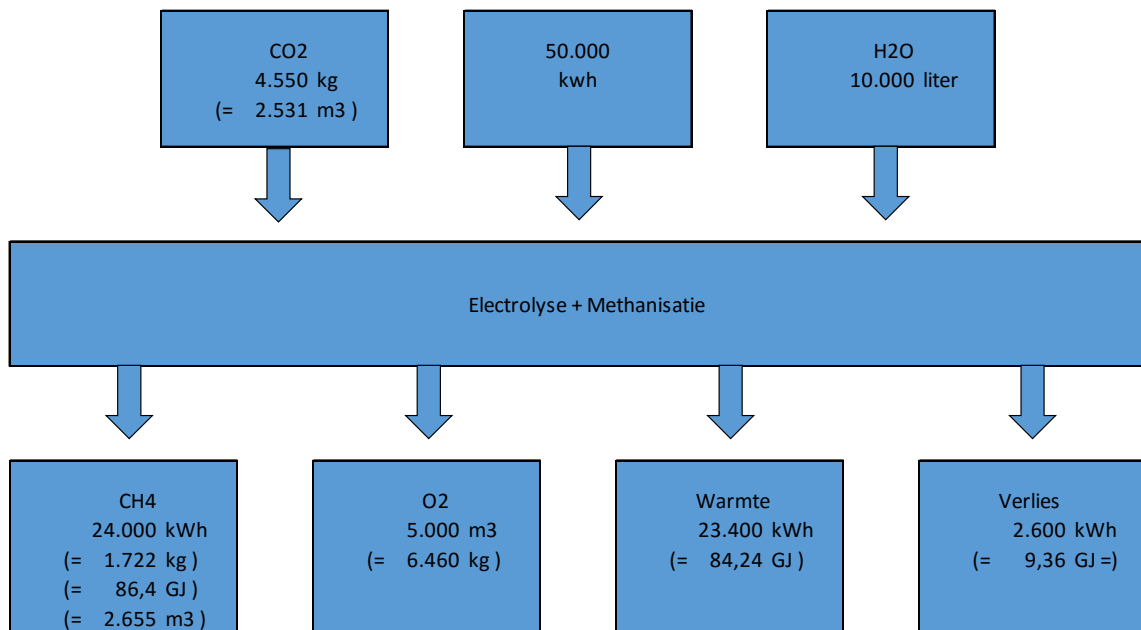 CO2
4.550 kg
(= 2.531 m3 )
50.000
kwh
H2O
10.000 liter
Electrolyse + Methanisatie
CH4
24.000 kWh
(= 1.722 kg )
(= 86,4 GJ )
(= 2.655 m3 )
O2
5.000 m3
(= 6.460 kg )
Warmte
23.400 kWh
(= 84,24 GJ )
Verlies
2.600 kWh
(= 9,36 GJ =)